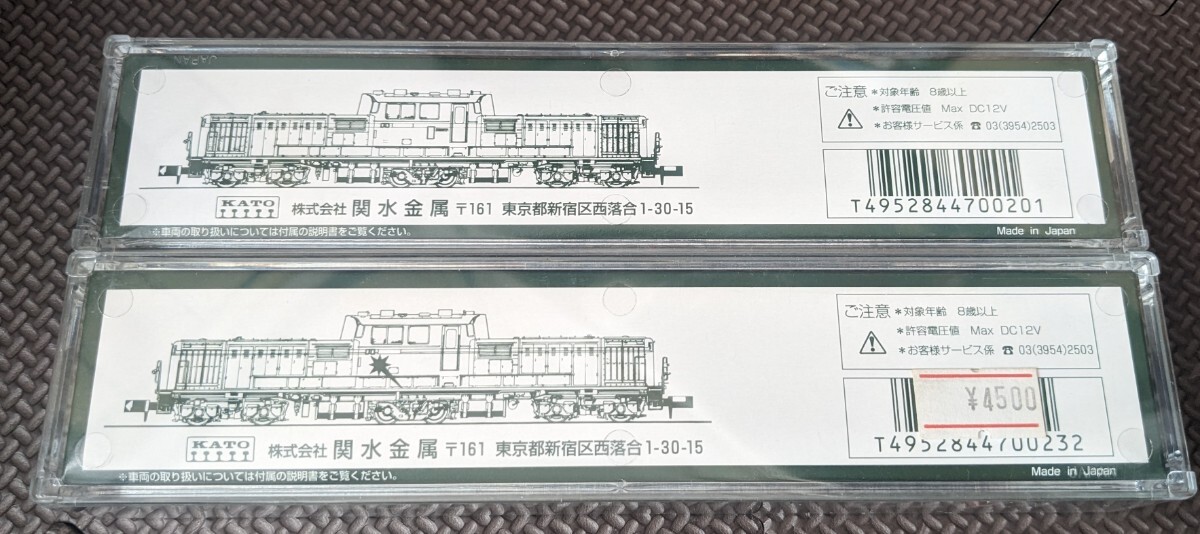 JAPAN
ご注意 *対象年齢 8歳以上
*許容電圧値 Max DC12V
*お客様サービス係 ☎ 03(3954)2503
T4952844700201
KATO 株式会社 関水金属 〒161 東京都新宿区西落合1-30-15
※車両の取り扱いについては付属の説明書をご覧ください。
Made in Japan
ご注意 *対象年齢 8歳以上
*許容電圧値 Max DC12V
*お客様サービス係 ☎ 03(3954)2503
¥4500
T4952844700232
KATO 株式会社 関水金属 〒161 東京都新宿区西落合1-30-15
※車両の取り扱いについては付属の説明書をご覧ください。
Made in Japan